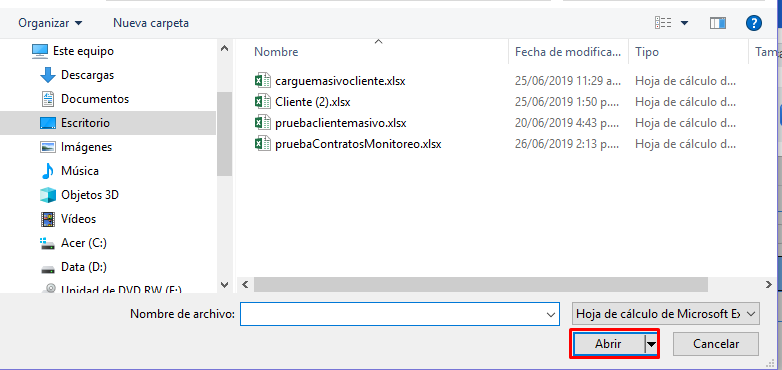 Organizar Nueva carpeta
Este equipo
Descargas
Documentos
Escritorio
Imágenes
Música
Objetos 3D
Vídeos
Acer (C:)
Data (D:)
Unidad de DVD RW (E:)
Nombre Fecha de modifica... Tipo Tama
carguemasivocliente.xlsx 25/06/2019 11:29 a... Hoja de cálculo d...
Cliente (2).xlsx 25/06/2019 1:50 p... Hoja de cálculo d...
pruebaclientemasivo.xlsx 20/06/2019 4:43 p... Hoja de cálculo d...
pruebaContratosMonitoreo.xlsx 26/06/2019 2:13 p.... Hoja de cálculo d...
Nombre de archivo: Hoja de cálculo de Microsoft Ex
Abrir Cancelar